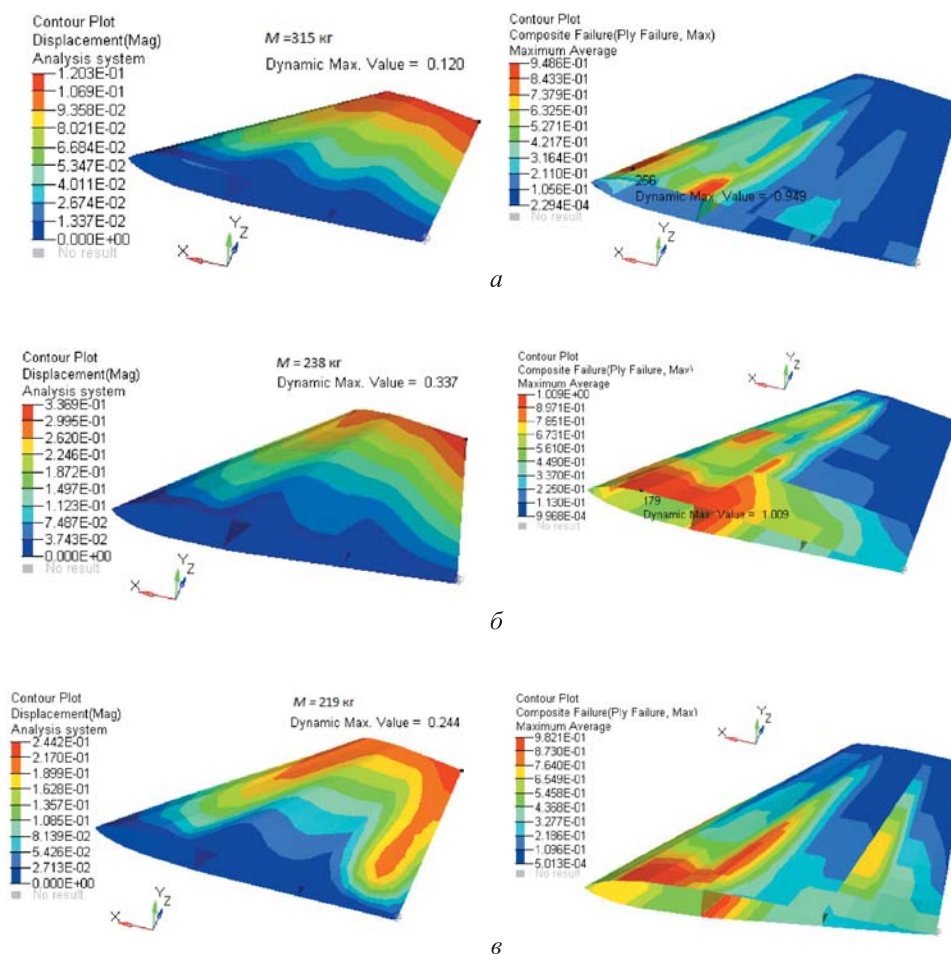 Contour Plot
Displacement(Mag)
Analysis system
1.203E-01
1.069E-01
9.358E-02
8.021E-02
6.684E-02
5.347E-02
4.011E-02
2.674E-02
1.337E-02
0.000E+00
No result
M =315 кг
Dynamic Max. Value = 0.120
X
Y
Z
Contour Plot
Composite Failure(Ply Failure, Max)
Maximum Average
9.486E-01
8.433E-01
7.379E-01
6.325E-01
5.271E-01
4.217E-01
3.164E-01
2.110E-01
1.056E-01
2.294E-04
No result
256
Dynamic Max. Value = 0.949
X
Y
Z
а
Contour Plot
Displacement(Mag)
Analysis system
3.369E-01
2.995E-01
2.620E-01
2.246E-01
1.872E-01
1.497E-01
1.123E-01
7.487E-02
3.743E-02
0.000E+00
No result
M = 238 кг
Dynamic Max. Value = 0.337
X
Y
Z
Contour Plot
Composite Failure(Ply Failure, Max)
Maximum Average
1.009E+00
8.971E-01
7.851E-01
6.731E-01
5.610E-01
4.490E-01
3.370E-01
2.250E-01
1.130E-01
9.968E-04
No result
179
Dynamic Max. Value = 1.009
X
Y
Z
б
Contour Plot
Displacement(Mag)
Analysis system
2.442E-01
2.170E-01
1.899E-01
1.628E-01
1.357E-01
1.085E-01
8.139E-02
5.426E-02
2.713E-02
0.000E+00
No result
M = 219 кг
Dynamic Max. Value = 0.244
X
Y
Z
Contour Plot
Composite Failure(Ply Failure, Max)
Maximum Average
9.821E-01
8.730E-01
7.640E-01
6.549E-01
5.458E-01
4.368E-01
3.277E-01
2.186E-01
1.096E-01
5.013E-04
No result
X
Y
Z
в